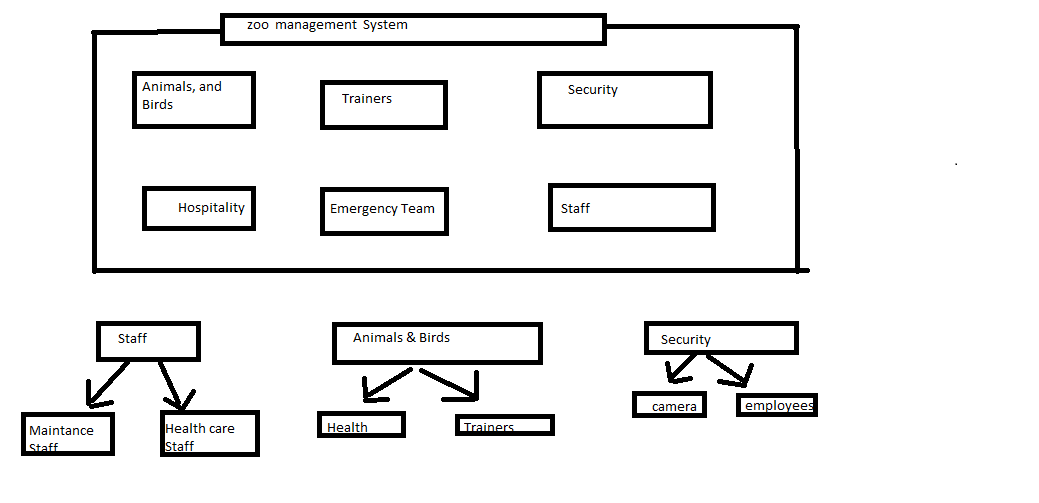 zoo management System
Animals, and
Birds
Trainers
Security
Hospitality
Emergency Team
Staff
Staff
Animals & Birds
Security
Maintance
Staff
Health care
Staff
Health
Trainers
camera
employees